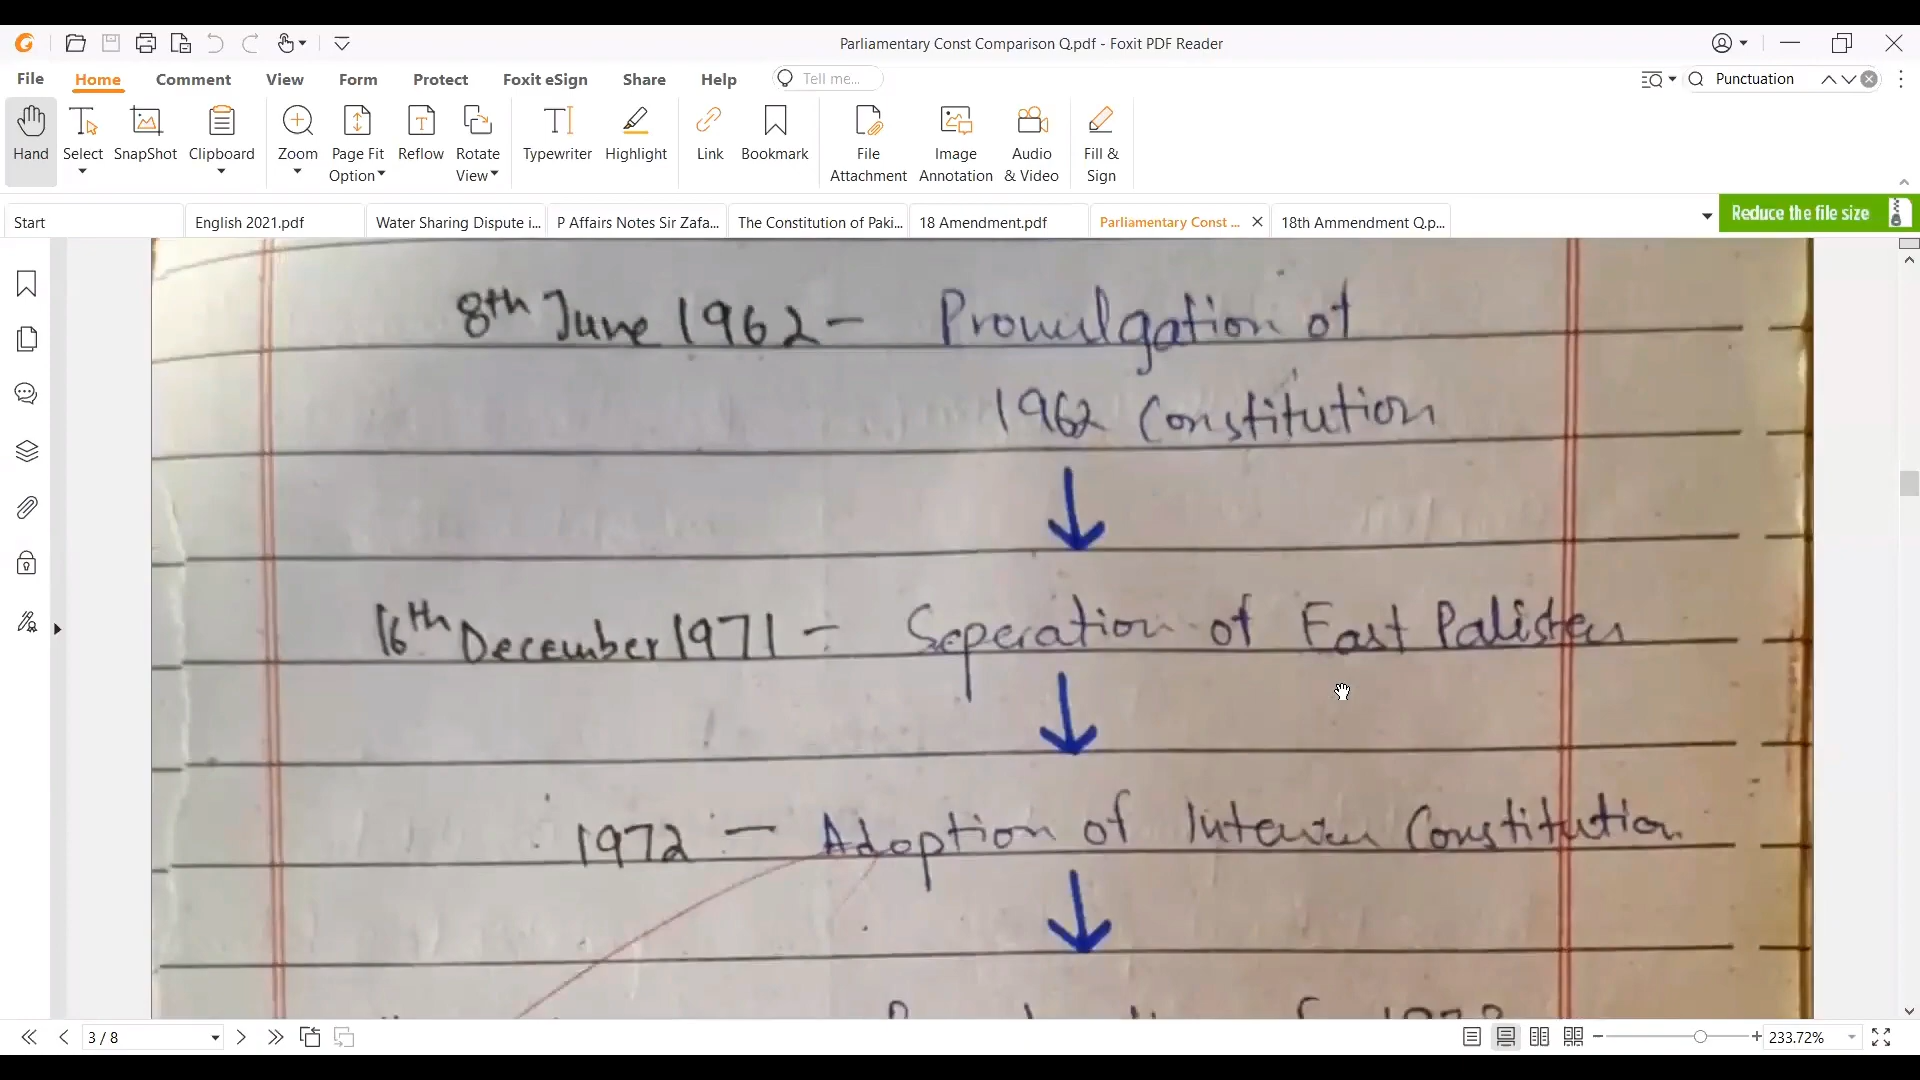 Parliamentary Const Comparison Q.pdf - Foxit PDF Reader
File Home Comment View Form Protect Foxit eSign Share Help Tell me... Punctuation
Hand Select SnapShot Clipboard Zoom Page Fit Option Reflow Rotate View Typewriter Highlight Link Bookmark File Attachment Image Annotation Audio & Video Fill & Sign
Start English 2021.pdf Water Sharing Dispute i... P Affairs Notes Sir Zafa... The Constitution of Paki... 18 Amendment.pdf Parliamentary Const ... 18th Ammendment Q.p... Reduce the file size
8th June 1962 - Promulgation of
1962 Constitution
16th December 1971 - Seperation of East Pakistan
1972 - Adoption of Interim Constitution
3 / 8 233.72%